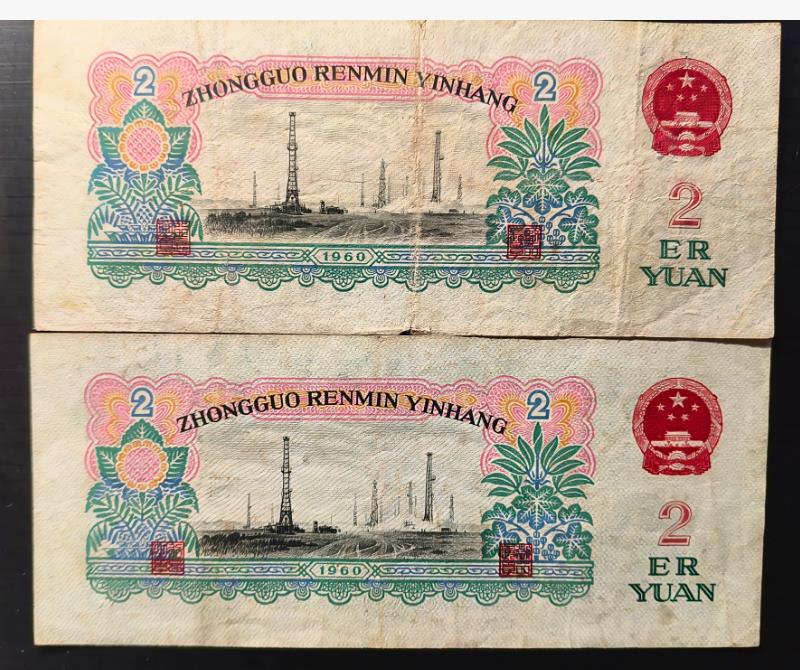 2 ZHONGGUO RENMIN YINHANG 2
2
ER
YUAN
1960
2 ZHONGGUO RENMIN YINHANG 2
2
ER
YUAN
1960